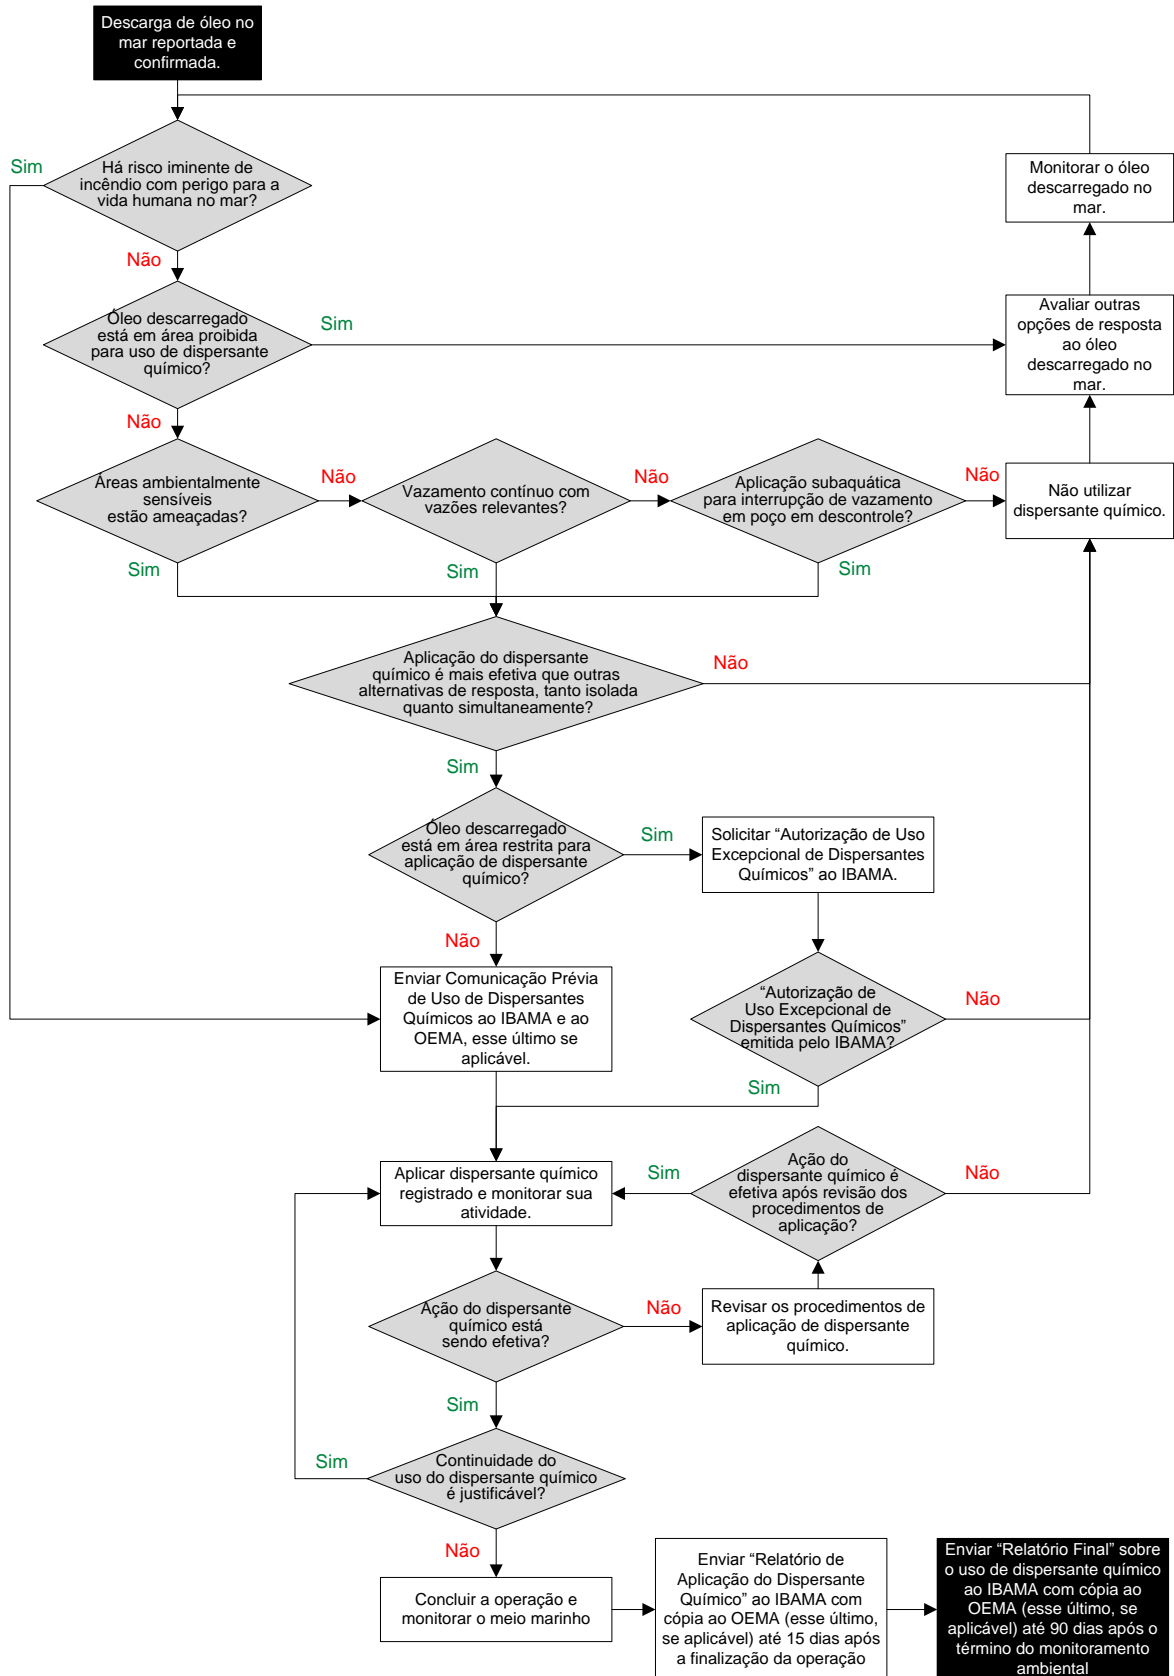 Descarga de óleo no
mar reportada e
confirmada.
Sim
Há risco iminente de
incêndio com perigo para a
vida humana no mar?
Monitorar o óleo
descarregado no
mar.
Não
Óleo descarregado
está em área proibida
para uso de dispersante
químico?
Sim
Avaliar outras
opções de resposta
ao óleo
descarregado no
mar.
Não
Áreas ambientalmente
sensíveis
estão ameaçadas?
Não
Vazamento contínuo com
vazões relevantes?
Não
Aplicação subaquática
para interrupção de vazamento
em poço em descontrole?
Não
Não utilizar
dispersante químico.
Sim
Sim
Sim
Aplicação do dispersante
químico é mais efetiva que outras
alternativas de resposta, tanto isolada
quanto simultaneamente?
Não
Sim
Óleo descarregado
está em área restrita para
aplicação de dispersante
químico?
Sim
Solicitar “Autorização de Uso
Excepcional de Dispersantes
Químicos” ao IBAMA.
Não
Enviar Comunicação Prévia
de Uso de Dispersantes
Químicos ao IBAMA e ao
OEMA, esse último se
aplicável.
“Autorização de
Uso Excepcional de
Dispersantes Químicos”
emitida pelo IBAMA?
Não
Sim
Aplicar dispersante químico
registrado e monitorar sua
atividade.
Sim
Ação do
dispersante químico é
efetiva após revisão dos
procedimentos de
aplicação?
Não
Ação do dispersante
químico está
sendo efetiva?
Não
Revisar os procedimentos de
aplicação de dispersante
químico.
Sim
Sim
Continuidade do
uso do dispersante químico
é justificável?
Não
Concluir a operação e
monitorar o meio marinho
Enviar “Relatório de
Aplicação do Dispersante
Químico” ao IBAMA com
cópia ao OEMA (esse último,
se aplicável) até 15 dias após
a finalização da operação
Enviar “Relatório Final” sobre
o uso de dispersante químico
ao IBAMA com cópia ao
OEMA (esse último, se
aplicável) até 90 dias após o
término do monitoramento
ambiental